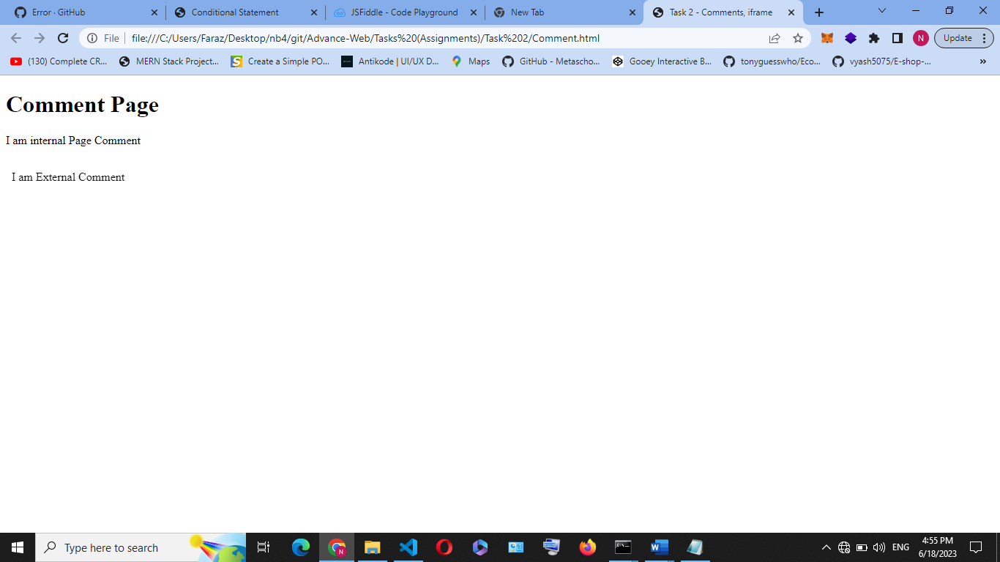 Error · GitHub
Conditional Statement
JSFiddle - Code Playground
New Tab
Task 2 - Comments, iframe
File
file:///C:/Users/Faraz/Desktop/nb4/git/Advance-Web/Tasks%20(Assignments)/Task%202/Comment.html
N
Update
(130) Complete CR...
MERN Stack Project...
Create a Simple PO...
Antikode | UI/UX D...
Maps
GitHub - Metascho...
Gooey Interactive B...
tonyguesswho/Eco...
vyash5075/E-shop-...
»
Comment Page
I am internal Page Comment
I am External Comment
Type here to search
N
ENG
4:55 PM
6/18/2023